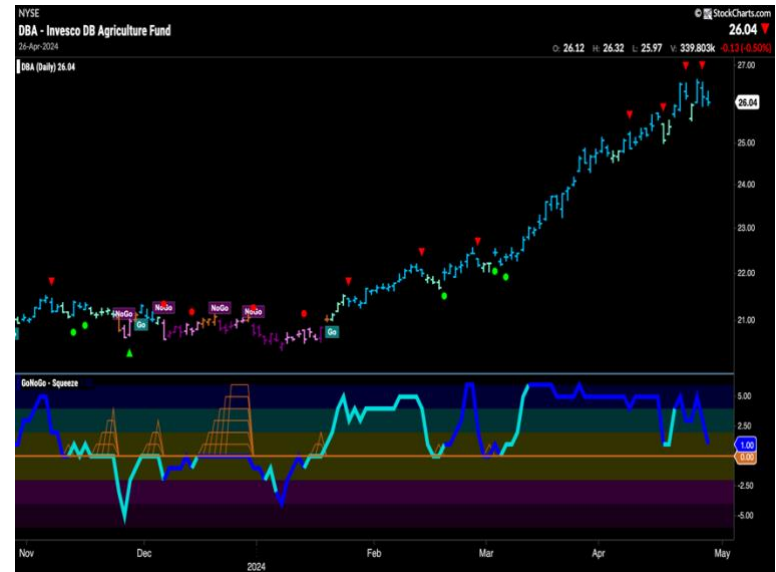 NYSE © StockCharts.com
DBA - Invesco DB Agriculture Fund 26.04
26-Apr-2024 O: 26.12 H: 26.32 L: 25.97 V: 339.803k -0.13 (-0.50%)
DBA (Daily) 26.04
27.00
26.04
25.00
24.00
23.00
22.00
NoGo NoGo NoGo NoGo
Go Go
21.00
GoNoGo - Squeeze
5.00
2.50
1.00
0.00
-2.50
-5.00
Nov Dec Feb Mar Apr May
2024